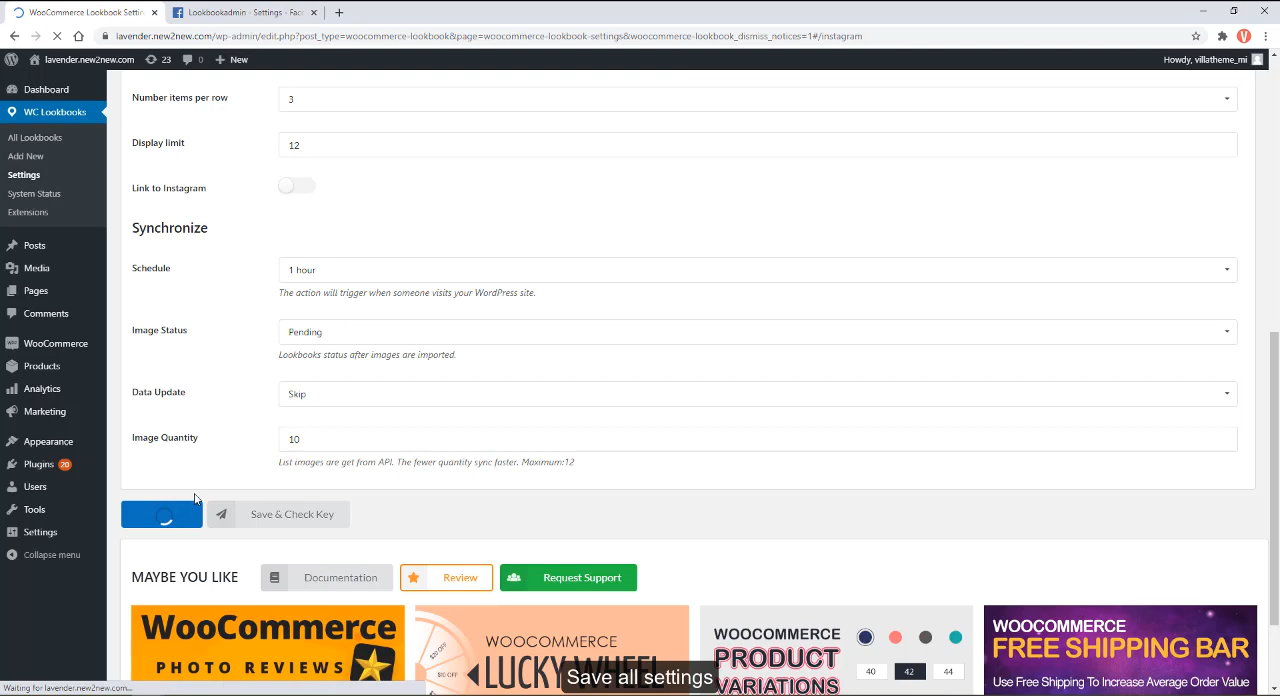 WooCommerce Lookbook Settin
Lookbookadmin - Settings - Face
lavender.new2new.com/wp-admin/edit.php?post_type=woocommerce-lookbook&page=woocommerce-lookbook-settings&woocommerce-lookbook_dismiss_notices=1#/instagram
V
lavender.new2new.com 23 0 New
Howdy, villatheme_mi
Dashboard
WC Lookbooks
All Lookbooks
Add New
Settings
System Status
Extensions
Posts
Media
Pages
Comments
WooCommerce
Products
Analytics
Marketing
Appearance
Plugins 20
Users
Tools
Settings
Collapse menu
Number items per row
3
Display limit
12
Link to Instagram
Synchronize
Schedule
1 hour
The action will trigger when someone visits your WordPress site.
Image Status
Pending
Lookbooks status after images are imported.
Data Update
Skip
Image Quantity
10
List images are get from API. The fewer quantity sync faster. Maximum:12
Save & Check Key
MAYBE YOU LIKE
Documentation
Review
Request Support
WooCommerce
PHOTO REVIEWS
$20 OFF
$10 OFF
WOOCOMMERCE
LUCKY WHEEL
WOOCOMMERCE
PRODUCT
VARIATIONS
40 42 44
WOOCOMMERCE
FREE SHIPPING BAR
Use Free Shipping To Increase Average Order Value
Save all settings
Waiting for lavender.new2new.com...